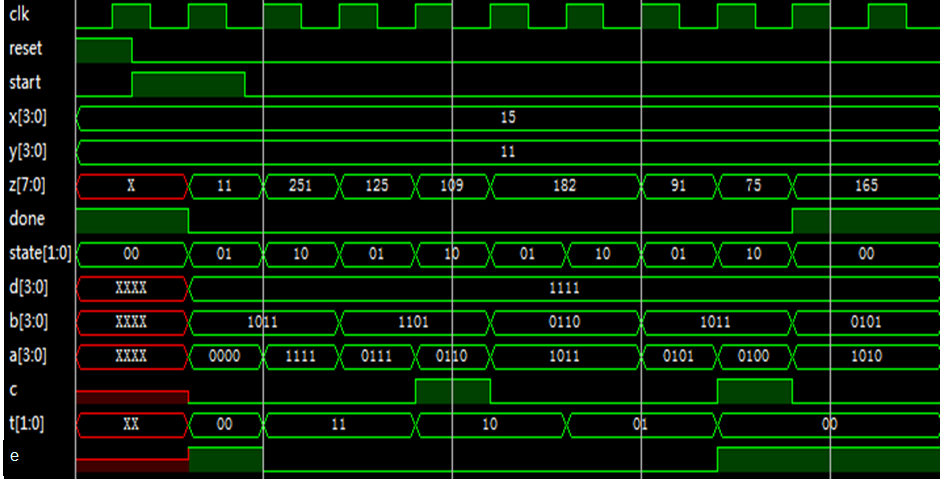 clk
reset
start
x[3:0] 15
y[3:0] 11
z[7:0] X 11 251 125 109 182 91 75 165
done
state[1:0] 00 01 10 01 10 01 10 01 10 00
d[3:0] XXXX 1111
b[3:0] XXXX 1011 1101 0110 1011 0101
a[3:0] XXXX 0000 1111 0111 0110 1011 0101 0100 1010
c
t[1:0] XX 00 11 10 01 00
e